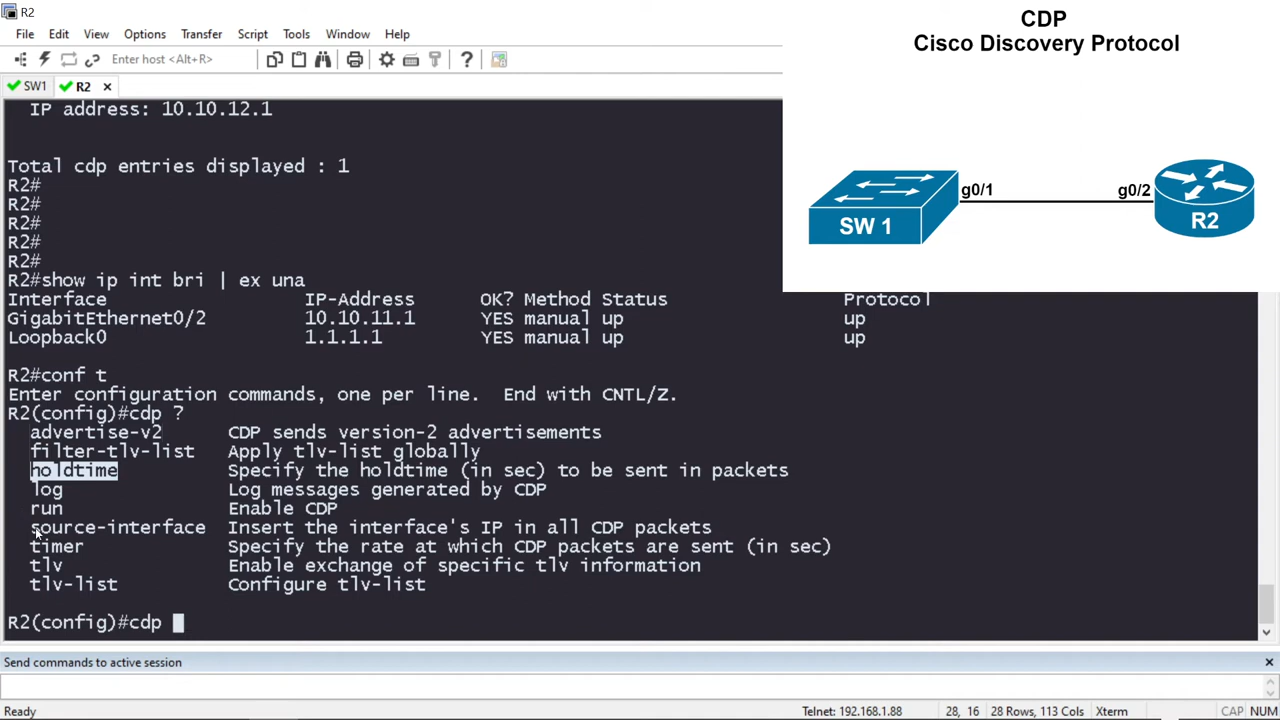 R2
File Edit View Options Transfer Script Tools Window Help
Enter host <Alt+R>
SW1 R2 ×
IP address: 10.10.12.1
Total cdp entries displayed : 1
R2#
R2#
R2#
R2#
R2#
R2#show ip int bri | ex una
Interface IP-Address OK? Method Status Protocol
GigabitEthernet0/2 10.10.11.1 YES manual up up
Loopback0 1.1.1.1 YES manual up up
R2#conf t
Enter configuration commands, one per line. End with CNTL/Z.
R2(config)#cdp ?
advertise-v2 CDP sends version-2 advertisements
filter-tlv-list Apply tlv-list globally
holdtime Specify the holdtime (in sec) to be sent in packets
log Log messages generated by CDP
run Enable CDP
source-interface Insert the interface's IP in all CDP packets
timer Specify the rate at which CDP packets are sent (in sec)
tlv Enable exchange of specific tlv information
tlv-list Configure tlv-list
R2(config)#cdp
CDP
Cisco Discovery Protocol
g0/1 g0/2
SW 1 R2
Send commands to active session
Ready Telnet: 192.168.1.88 28, 16 28 Rows, 113 Cols Xterm CAP NUM